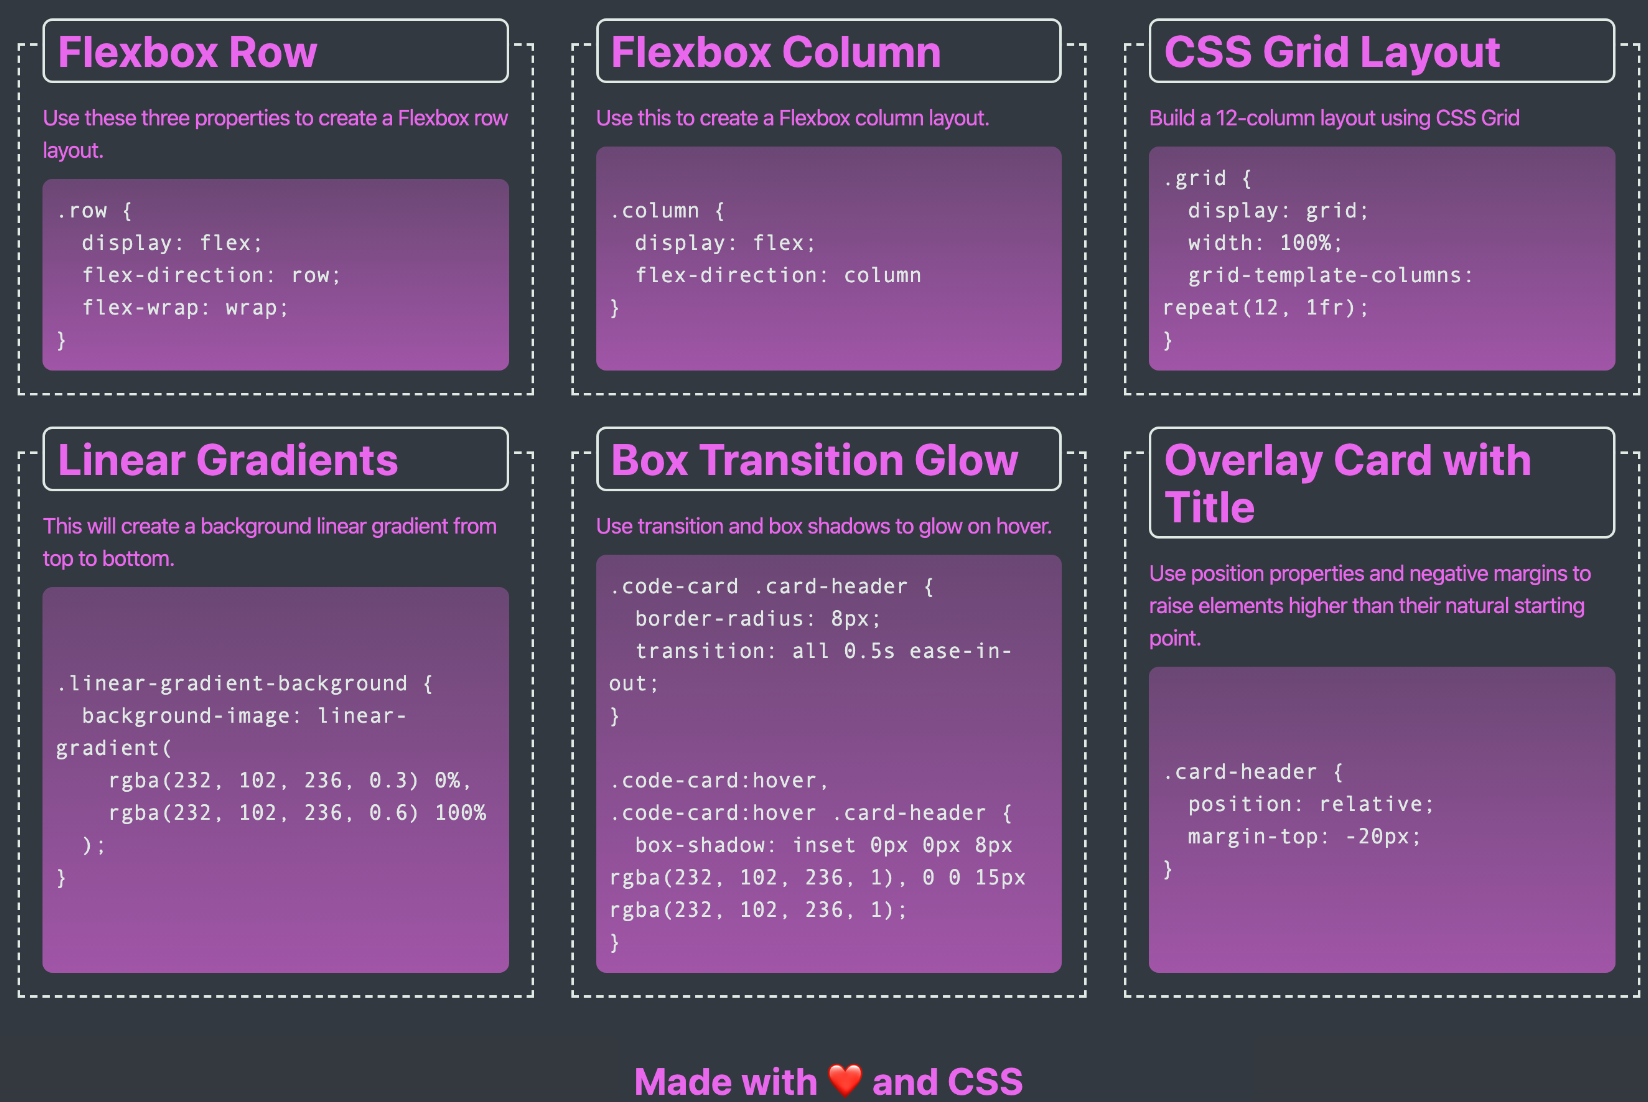 Flexbox Row
Use these three properties to create a Flexbox row
layout.
.row {
  display: flex;
  flex-direction: row;
  flex-wrap: wrap;
}
Flexbox Column
Use this to create a Flexbox column layout.
.column {
  display: flex;
  flex-direction: column
}
CSS Grid Layout
Build a 12-column layout using CSS Grid
.grid {
  display: grid;
  width: 100%;
  grid-template-columns:
repeat(12, 1fr);
}
Linear Gradients
This will create a background linear gradient from
top to bottom.
.linear-gradient-background {
  background-image: linear-
gradient(
    rgba(232, 102, 236, 0.3) 0%,
    rgba(232, 102, 236, 0.6) 100%
  );
}
Box Transition Glow
Use transition and box shadows to glow on hover.
.code-card .card-header {
  border-radius: 8px;
  transition: all 0.5s ease-in-
out;
}
.code-card:hover,
.code-card:hover .card-header {
  box-shadow: inset 0px 0px 8px
rgba(232, 102, 236, 1), 0 0 15px
rgba(232, 102, 236, 1);
}
Overlay Card with
Title
Use position properties and negative margins to
raise elements higher than their natural starting
point.
.card-header {
  position: relative;
  margin-top: -20px;
}
Made with ❤️ and CSS